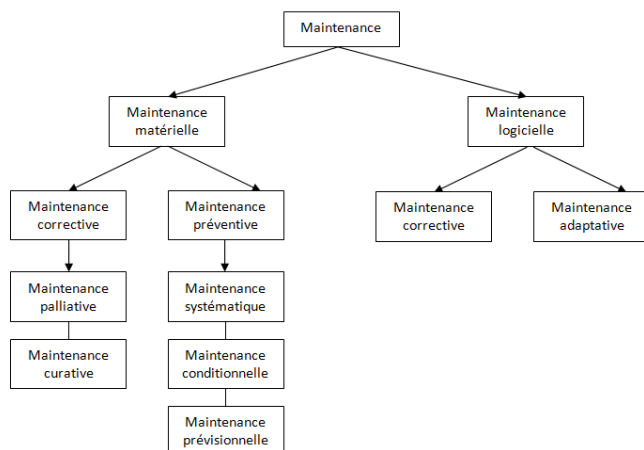 Maintenance
Maintenance
matérielle
Maintenance
logicielle
Maintenance
corrective
Maintenance
préventive
Maintenance
corrective
Maintenance
adaptative
Maintenance
palliative
Maintenance
systématique
Maintenance
curative
Maintenance
conditionnelle
Maintenance
prévisionnelle